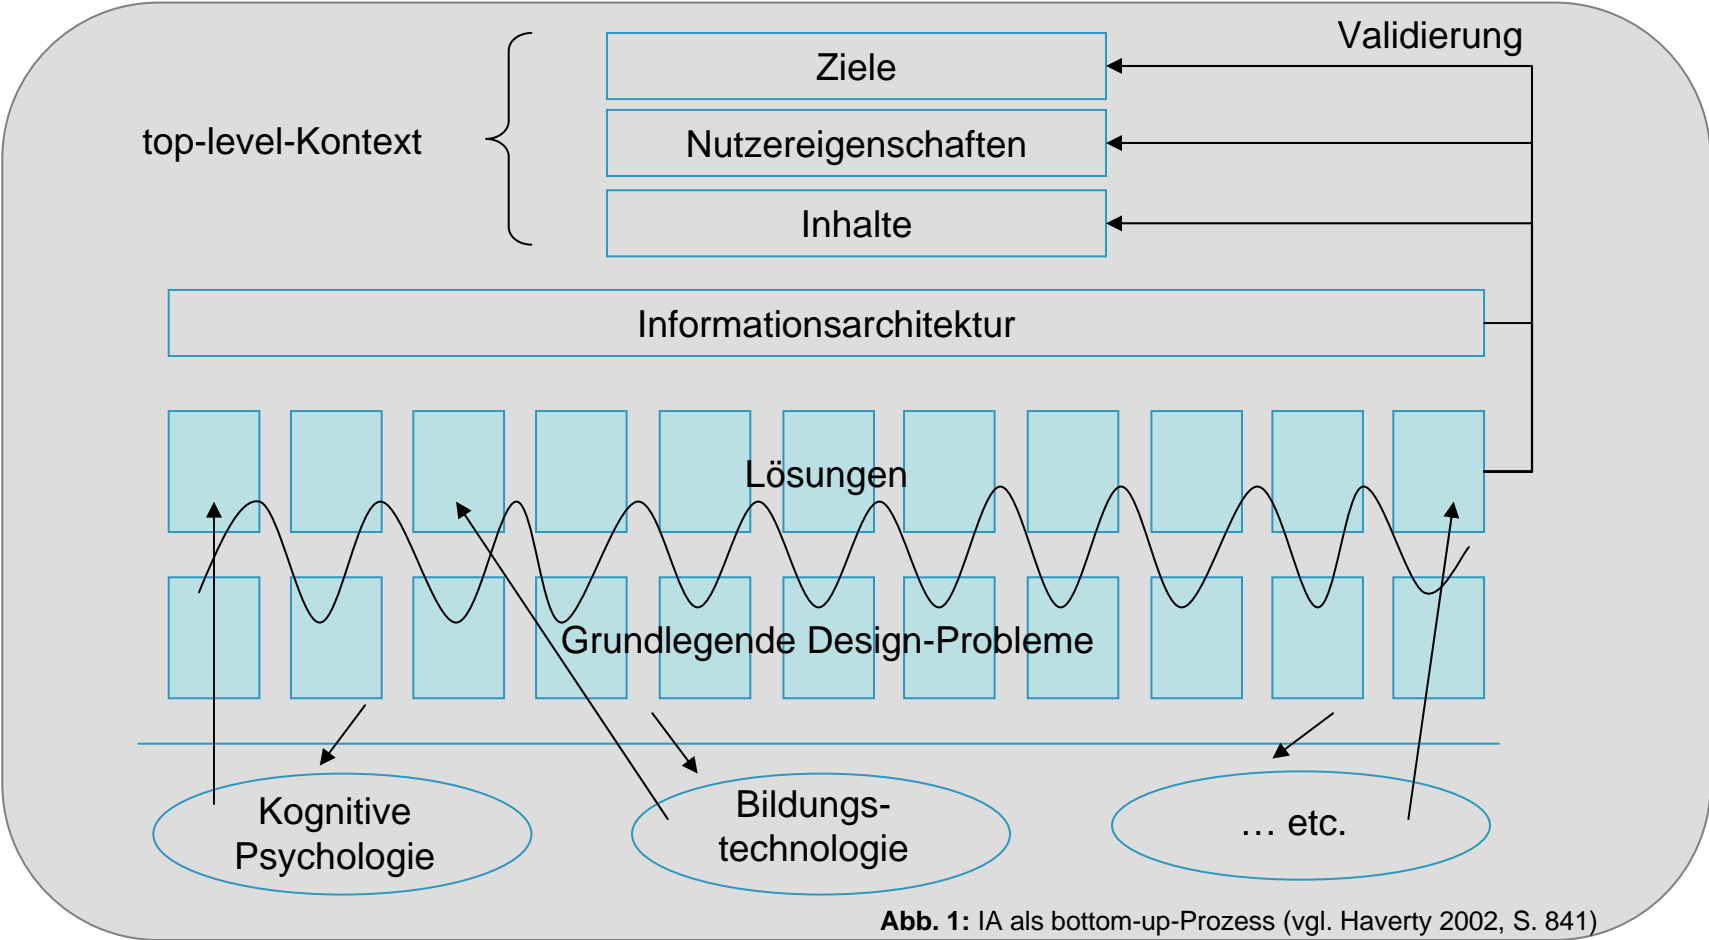 Validierung
Ziele
top-level-Kontext
Nutzereigenschaften
Inhalte
Informationsarchitektur
Lösungen
Grundlegende Design-Probleme
Kognitive
Psychologie
Bildungs-
technologie
… etc.
Abb. 1: IA als bottom-up-Prozess (vgl. Haverty 2002, S. 841)